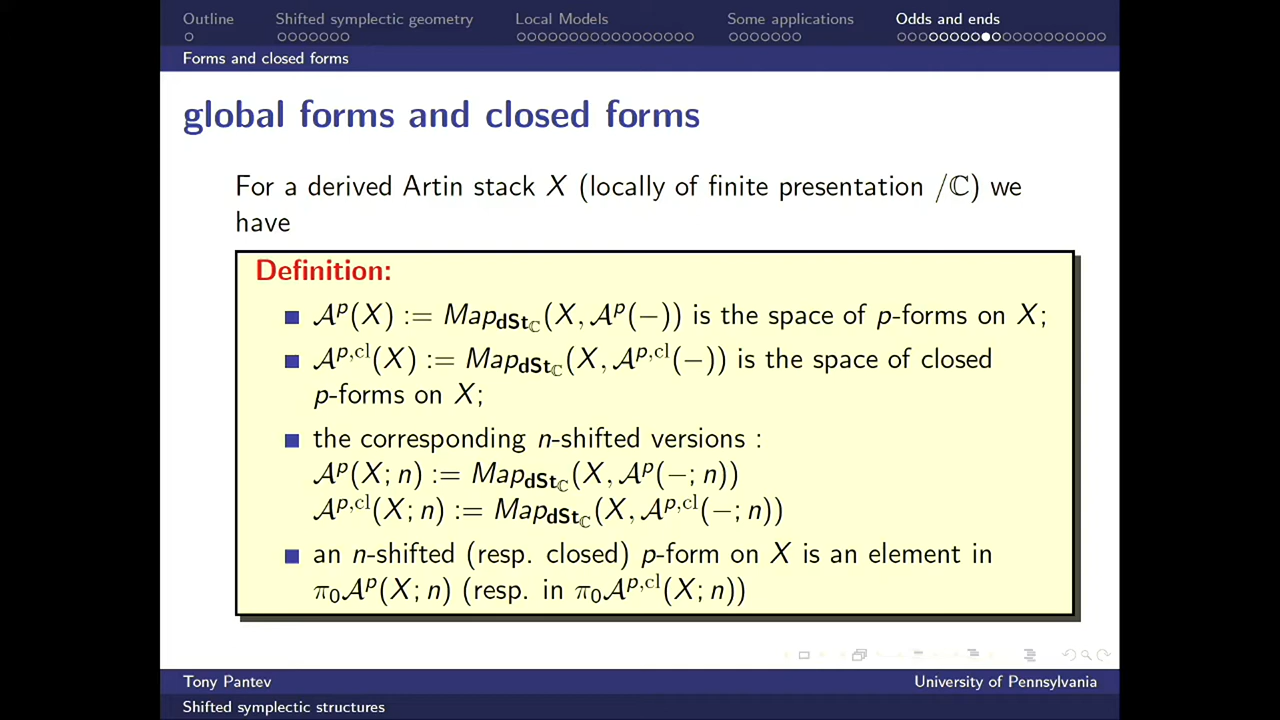 Outline Shifted symplectic geometry Local Models Some applications Odds and ends
Forms and closed forms
global forms and closed forms
For a derived Artin stack X (locally of finite presentation /ℂ) we
have
Definition:
𝒜^p(X) := Map_{dSt_ℂ}(X, 𝒜^p(−)) is the space of p-forms on X;
𝒜^{p,cl}(X) := Map_{dSt_ℂ}(X, 𝒜^{p,cl}(−)) is the space of closed
p-forms on X;
the corresponding n-shifted versions :
𝒜^p(X; n) := Map_{dSt_ℂ}(X, 𝒜^p(−; n))
𝒜^{p,cl}(X; n) := Map_{dSt_ℂ}(X, 𝒜^{p,cl}(−; n))
an n-shifted (resp. closed) p-form on X is an element in
π₀𝒜^p(X; n) (resp. in π₀𝒜^{p,cl}(X; n))
Tony Pantev University of Pennsylvania
Shifted symplectic structures